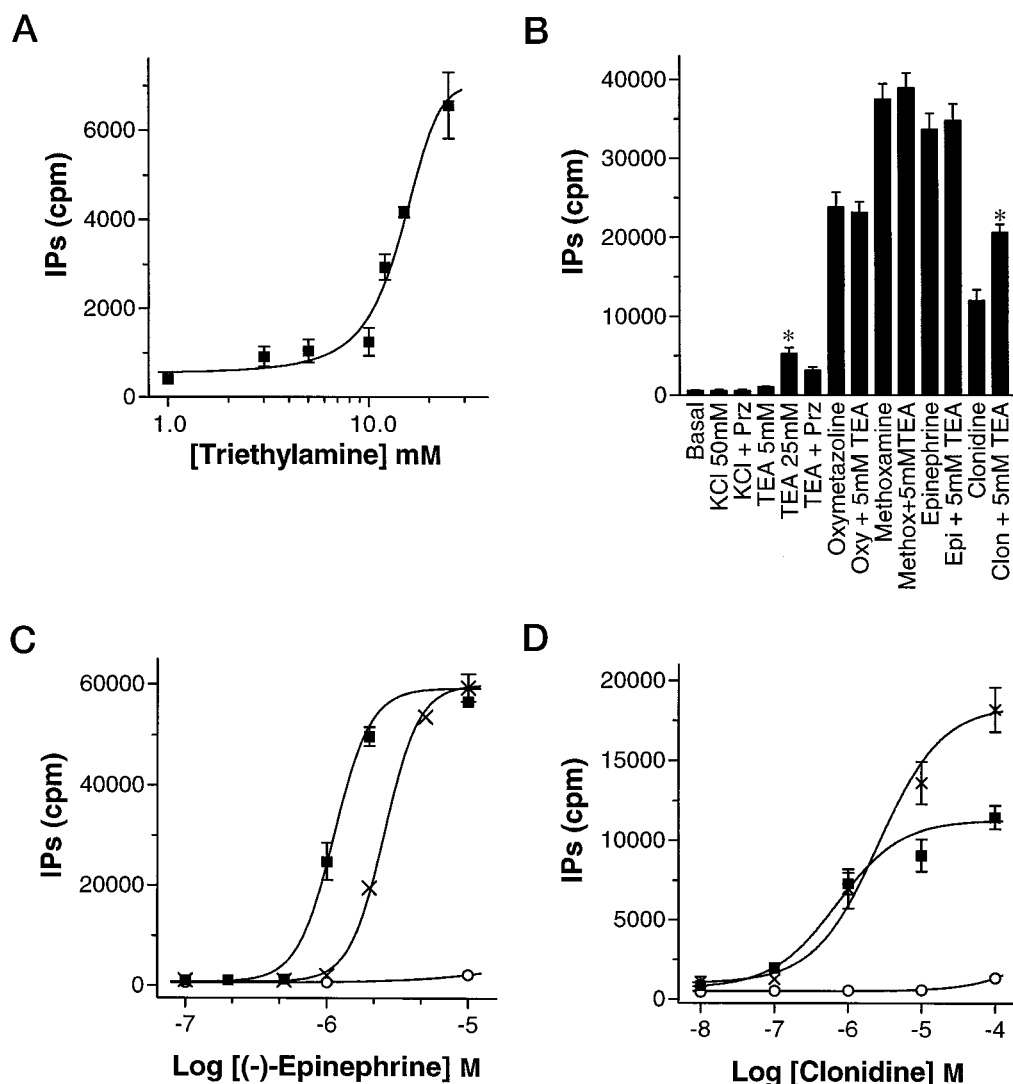 A
IPs (cpm)
6000
4000
2000
0
1.0
10.0
[Triethylamine] mM
B
IPs (cpm)
40000
30000
20000
10000
0
*
*
Basal
KCl 50mM
KCl + Prz
TEA 5mM
TEA 25mM
TEA + Prz
Oxymetazoline
Oxy + 5mM TEA
Methoxamine
Methox+5mMTEA
Epinephrine
Epi + 5mM TEA
Clonidine
Clon + 5mM TEA
C
IPs (cpm)
60000
40000
20000
0
-7
-6
-5
Log [(-)-Epinephrine] M
D
IPs (cpm)
20000
15000
10000
5000
0
-8
-7
-6
-5
-4
Log [Clonidine] M